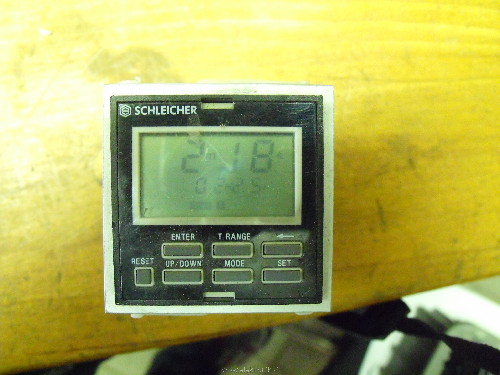 SCHLEICHER
2 18
ENTER T RANGE
RESET UP/DOWN MODE SET